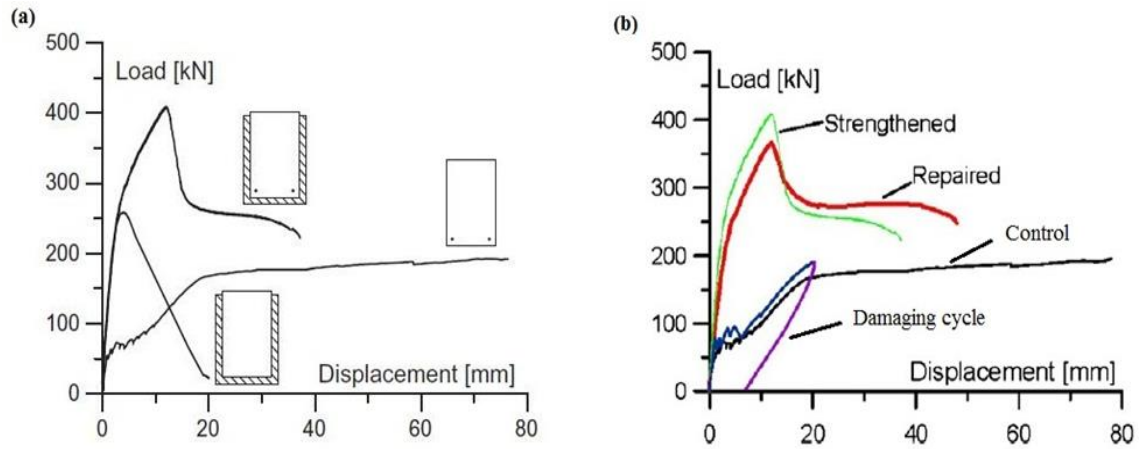 (a)
500
Load [kN]
400
300
200
100
0
Displacement [mm]
0
20
40
60
80
(b)
500
Load [kN]
400
Strengthened
300
Repaired
Control
200
100
Damaging cycle
Displacement [mm]
0
0
20
40
60
80